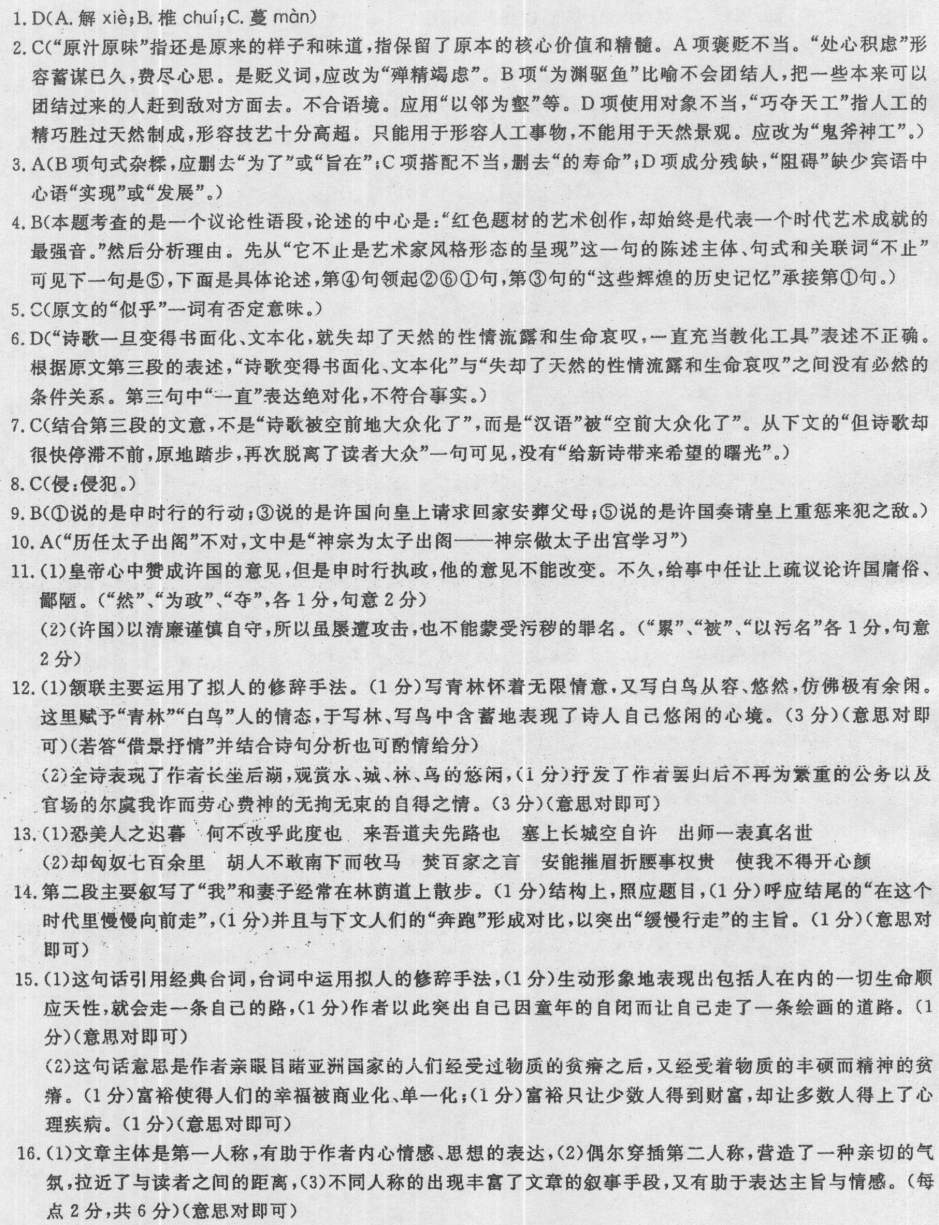 1. D(A. 解 xiè;B. 椎 chuí;C. 蔓 màn)
2. C(“原汁原味”指还是原来的样子和味道,指保留了原本的核心价值和精髓。A 项褒贬不当。“处心积虑”形
容蓄谋已久,费尽心思。是贬义词,应改为“殚精竭虑”。B 项“为渊驱鱼”比喻不会团结人,把一些本来可以
团结过来的人赶到敌对方面去。不合语境。应用“以邻为壑”等。D 项使用对象不当,“巧夺天工”指人工的
精巧胜过天然制成,形容技艺十分高超。只能用于形容人工事物,不能用于天然景观。应改为“鬼斧神工”。)
3. A(B 项句式杂糅,应删去“为了”或“旨在”;C 项搭配不当,删去“的寿命”;D 项成分残缺,“阻碍”缺少宾语中
心语“实现”或“发展”。)
4. B(本题考查的是一个议论性语段,论述的中心是:“红色题材的艺术创作,却始终是代表一个时代艺术成就的
最强音。”然后分析理由。先从“它不止是艺术家风格形态的呈现”这一句的陈述主体、句式和关联词“不止”
可见下一句是⑤,下面是具体论述,第④句领起②⑥①句,第③句的“这些辉煌的历史记忆”承接第①句。)
5. C(原文的“似乎”一词有否定意味。)
6. D(“诗歌一旦变得书面化、文本化,就失却了天然的性情流露和生命哀叹,一直充当教化工具”表述不正确。
根据原文第三段的表述,“诗歌变得书面化、文本化”与“失却了天然的性情流露和生命哀叹”之间没有必然的
条件关系。第三句中“一直”表达绝对化,不符合事实。)
7. C(结合第三段的文意,不是“诗歌被空前地大众化了”,而是“汉语”被“空前大众化了”。从下文的“但诗歌却
很快停滞不前,原地踏步,再次脱离了读者大众”一句可见,没有“给新诗带来希望的曙光”。)
8. C(侵:侵犯。)
9. B(①说的是申时行的行动;③说的是许国向皇上请求回家安葬父母;⑤说的是许国奏请皇上重惩来犯之敌。)
10. A(“历任太子出阁”不对,文中是“神宗为太子出阁——神宗做太子出宫学习”)
11. (1)皇帝心中赞成许国的意见,但是申时行执政,他的意见不能改变。不久,给事中任让上疏议论许国庸俗、
鄙陋。(“然”、“为政”、“夺”,各 1 分,句意 2 分)
(2)(许国)以清廉谨慎自守,所以虽屡遭攻击,也不能蒙受污秽的罪名。(“累”、“被”、“以污名”各 1 分,句意
2 分)
12. (1)颔联主要运用了拟人的修辞手法。(1 分)写青林怀着无限情意,又写白鸟从容、悠然,仿佛极有余闲。
这里赋予“青林”“白鸟”人的情态,于写林、写鸟中含蓄地表现了诗人自己悠闲的心境。(3 分)(意思对即
可)(若答“借景抒情”并结合诗句分析也可酌情给分)
(2)全诗表现了作者长坐后湖,观赏水、城、林、鸟的悠闲,(1 分)抒发了作者罢归后不再为繁重的公务以及
官场的尔虞我诈而劳心费神的无拘无束的自得之情。(3 分)(意思对即可)
13. (1)恐美人之迟暮 何不改乎此度也 来吾道夫先路也 塞上长城空自许 出师一表真名世
(2)却匈奴七百余里 胡人不敢南下而牧马 焚百家之言 安能摧眉折腰事权贵 使我不得开心颜
14. 第二段主要叙写了“我”和妻子经常在林荫道上散步。(1 分)结构上,照应题目,(1 分)呼应结尾的“在这个
时代里慢慢向前走”,(1 分)并且与下文人们的“奔跑”形成对比,以突出“缓慢行走”的主旨。(1 分)(意思对
即可)
15. (1)这句话引用经典台词,台词中运用拟人的修辞手法,(1 分)生动形象地表现出包括人在内的一切生命顺
应天性,就会走一条自己的路,(1 分)作者以此突出自己因童年的自闭而让自己走了一条绘画的道路。(1
分)(意思对即可)
(2)这句话意思是作者亲眼目睹亚洲国家的人们经受过物质的贫瘠之后,又经受着物质的丰硕而精神的贫
瘠。(1 分)富裕使得人们的幸福被商业化、单一化;(1 分)富裕只让少数人得到财富,却让多数人得上了心
理疾病。(1 分)(意思对即可)
16. (1)文章主体是第一人称,有助于作者内心情感、思想的表达,(2)偶尔穿插第二人称,营造了一种亲切的气
氛,拉近了与读者之间的距离,(3)不同人称的出现丰富了文章的叙事手段,又有助于表达主旨与情感。(每
点 2 分,共 6 分)(意思对即可)